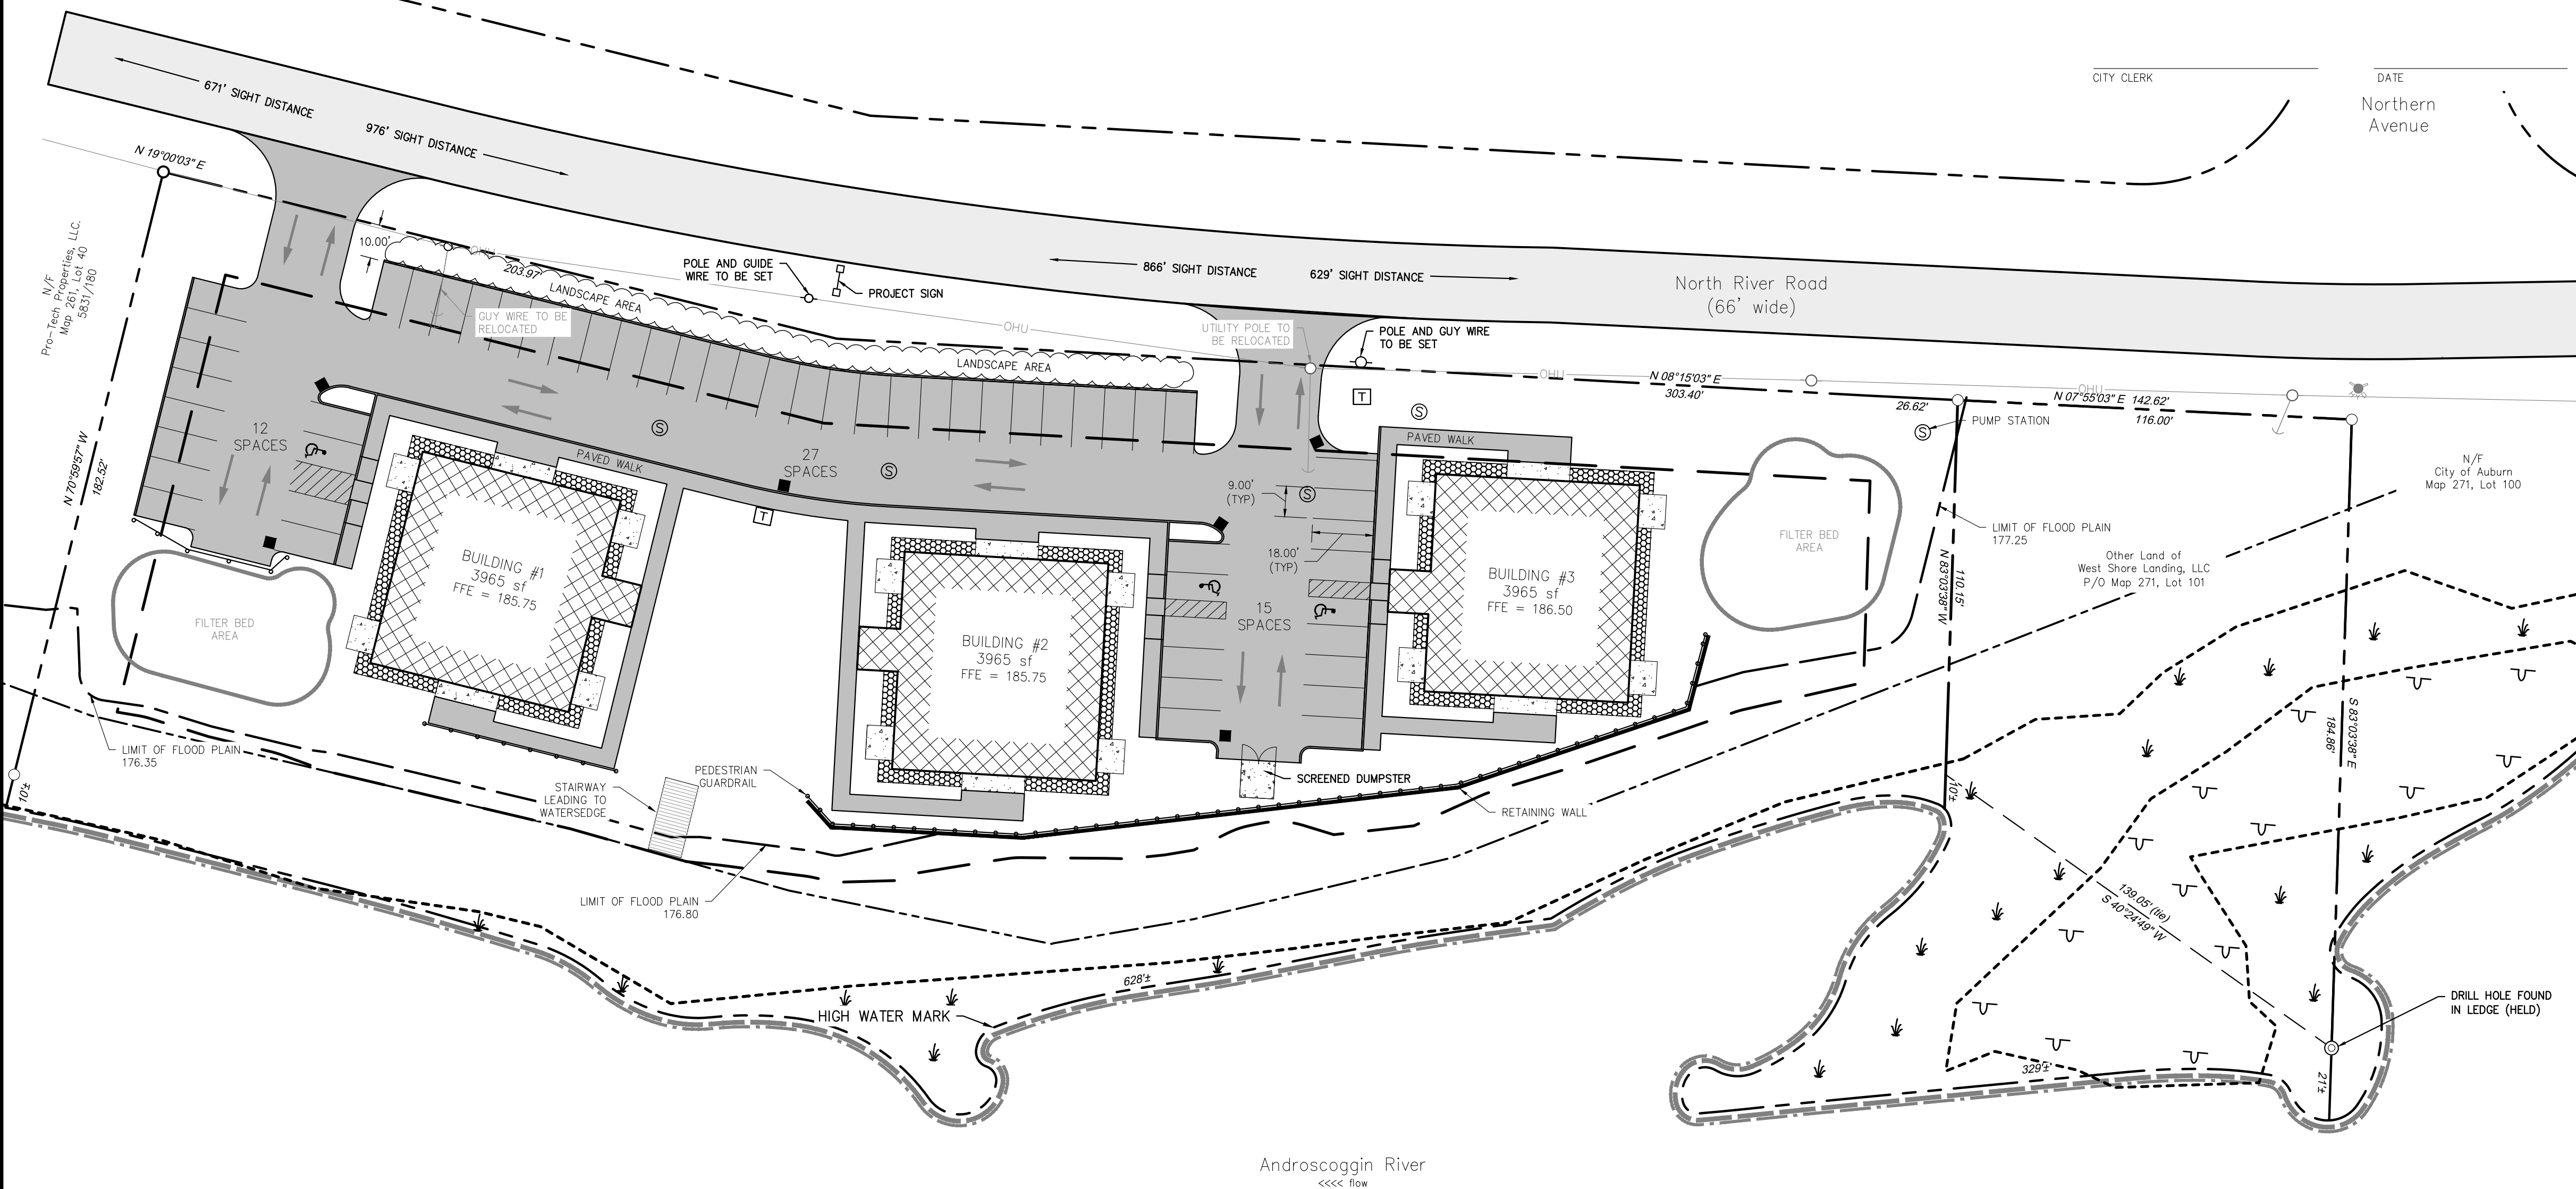 CITY CLERK
DATE
Northern
Avenue
671' SIGHT DISTANCE
976' SIGHT DISTANCE
N 19°00'03" E
N/F
Pro-Tech Properties, LLC.
Map 261, Lot 40
5831/180
10.00'
OHU
203.97'
LANDSCAPE AREA
GUY WIRE TO BE
RELOCATED
POLE AND GUIDE
WIRE TO BE SET
PROJECT SIGN
866' SIGHT DISTANCE
629' SIGHT DISTANCE
North River Road
(66' wide)
OHU
UTILITY POLE TO
BE RELOCATED
POLE AND GUY WIRE
TO BE SET
LANDSCAPE AREA
OHU
N 08°15'03" E
303.40'
26.62'
OHU
N 07°55'03" E 142.62'
116.00'
T
S
S
PUMP STATION
N 70°59'57" W
182.52'
12
SPACES
S
PAVED WALK
27
SPACES
S
T
PAVED WALK
9.00'
(TYP)
S
18.00'
(TYP)
FILTER BED
AREA
LIMIT OF FLOOD PLAIN
177.25
N/F
City of Auburn
Map 271, Lot 100
Other Land of
West Shore Landing, LLC
P/O Map 271, Lot 101
110.15'
N 83°03'38" W
BUILDING #1
3965 sf
FFE = 185.75
BUILDING #2
3965 sf
FFE = 185.75
15
SPACES
BUILDING #3
3965 sf
FFE = 186.50
FILTER BED
AREA
LIMIT OF FLOOD PLAIN
176.35
10'±
STAIRWAY
LEADING TO
WATERSEDGE
PEDESTRIAN
GUARDRAIL
SCREENED DUMPSTER
RETAINING WALL
S 83°03'38" E
184.86'
10'±
LIMIT OF FLOOD PLAIN
176.80
139.05' (tie)
S 40°24'49" W
628'±
HIGH WATER MARK
DRILL HOLE FOUND
IN LEDGE (HELD)
329'±
21'±
Androscoggin River
<<<< flow